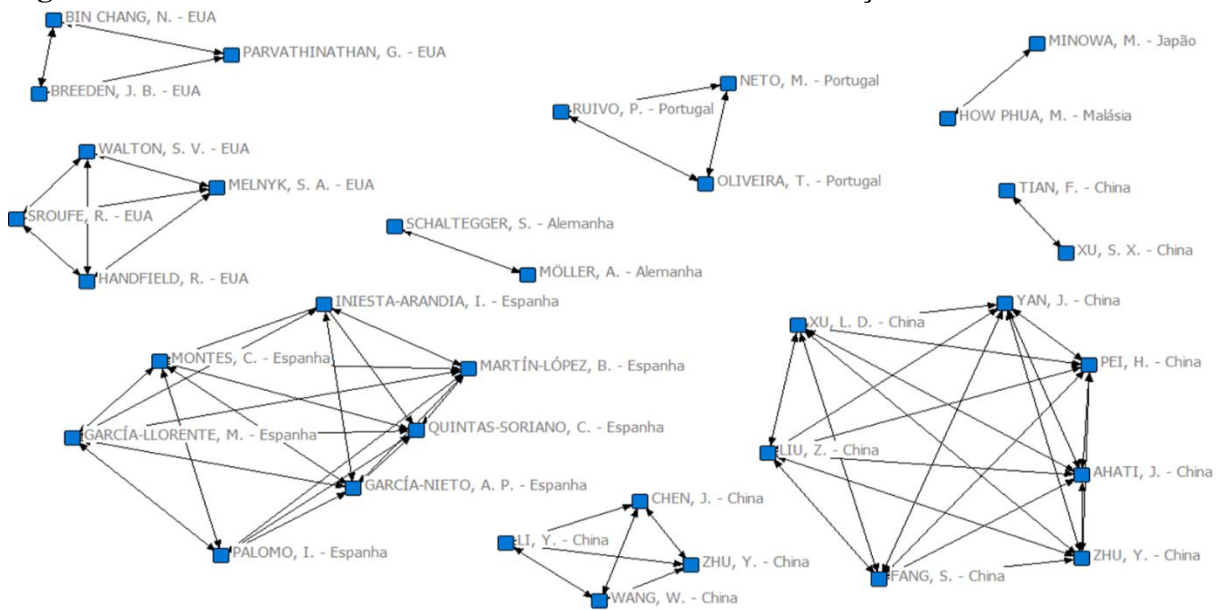 BIN CHANG, N. - EUA
PARVATHINATHAN, G. - EUA
BREEDEN, J. B. - EUA
MINOWA, M. - Japão
HOW PHUA, M. - Malásia
NETO, M. - Portugal
RUIVO, P. - Portugal
OLIVEIRA, T. - Portugal
WALTON, S. V. - EUA
MELNYK, S. A. - EUA
SROUFE, R. - EUA
HANDFIELD, R. - EUA
SCHALTEGGER, S. - Alemanha
MÖLLER, A. - Alemanha
TIAN, F. - China
XU, S. X. - China
INIESTA-ARANDIA, I. - Espanha
MONTES, C. - Espanha
MARTÍN-LÓPEZ, B. - Espanha
GARCÍA-LLORENTE, M. - Espanha
QUINTAS-SORIANO, C. - Espanha
GARCÍA-NIETO, A. P. - Espanha
PALOMO, I. - Espanha
YAN, J. - China
XU, L. D. - China
PEI, H. - China
LIU, Z. - China
AHATI, J. - China
ZHU, Y. - China
FANG, S. - China
CHEN, J. - China
LI, Y. - China
ZHU, Y. - China
WANG, W. - China